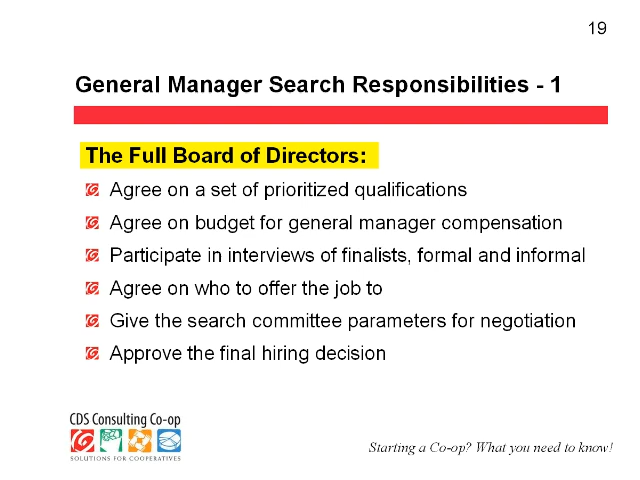 19
General Manager Search Responsibilities - 1
The Full Board of Directors:
Agree on a set of prioritized qualifications
Agree on budget for general manager compensation
Participate in interviews of finalists, formal and informal
Agree on who to offer the job to
Give the search committee parameters for negotiation
Approve the final hiring decision
CDS Consulting Co-op
SOLUTIONS FOR COOPERATIVES
Starting a Co-op? What you need to know!